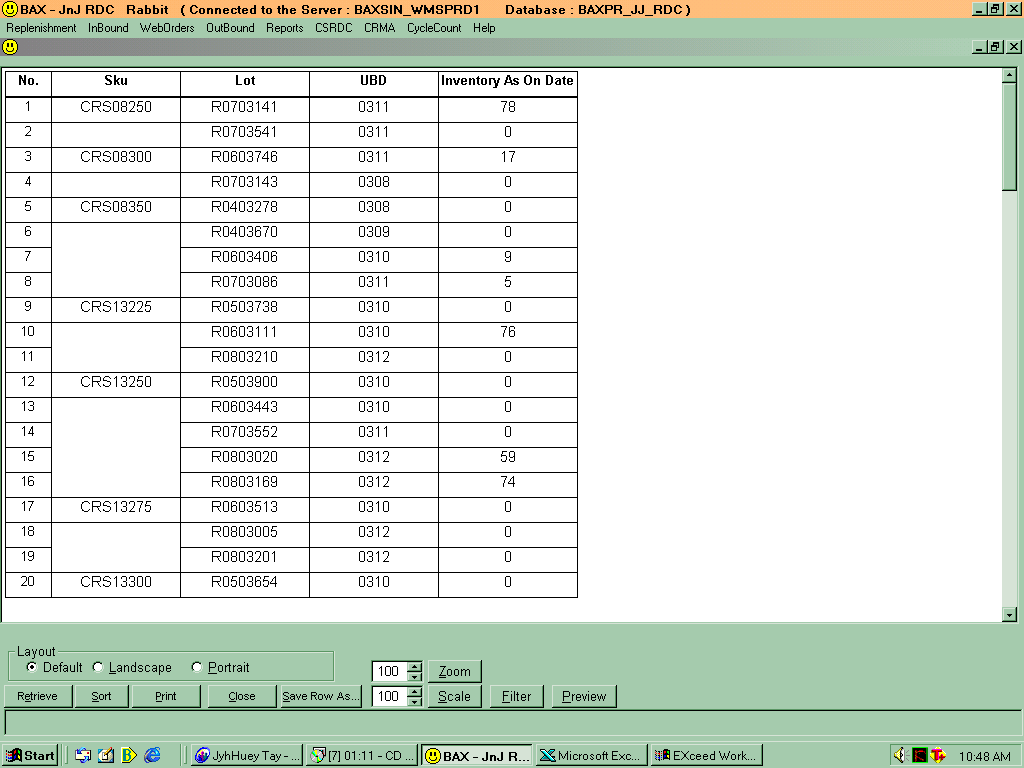 BAX - JnJ RDC Rabbit ( Connected to the Server : BAXSIN_WMSPRD1 Database : BAXPR_JJ_RDC )
Replenishment InBound WebOrders OutBound Reports CSRDC CRMA CycleCount Help
No. Sku Lot UBD Inventory As On Date
1 CRS08250 R0703141 0311 78
2 R0703541 0311 0
3 CRS08300 R0603746 0311 17
4 R0703143 0308 0
5 CRS08350 R0403278 0308 0
6 R0403670 0309 0
7 R0603406 0310 9
8 R0703086 0311 5
9 CRS13225 R0503738 0310 0
10 R0603111 0310 76
11 R0803210 0312 0
12 CRS13250 R0503900 0310 0
13 R0603443 0310 0
14 R0703552 0311 0
15 R0803020 0312 59
16 R0803169 0312 74
17 CRS13275 R0603513 0310 0
18 R0803005 0312 0
19 R0803201 0312 0
20 CRS13300 R0503654 0310 0
Layout
Default Landscape Portrait 100 Zoom
Retrieve Sort Print Close Save Row As... 100 Scale Filter Preview
Start JyhHuey Tay - ... [7] 01:11 - CD ... BAX - JnJ R... Microsoft Exc... EXceed Work... 10:48 AM